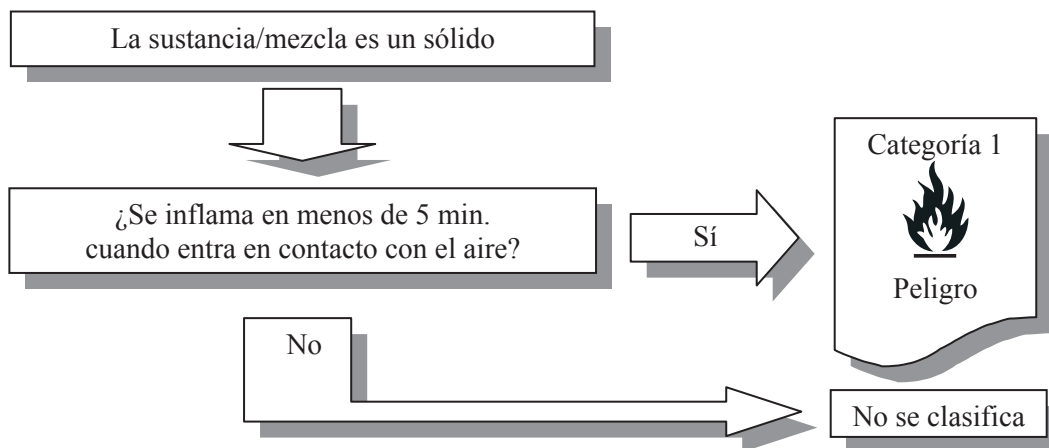 La sustancia/mezcla es un sólido
¿Se inflama en menos de 5 min.
cuando entra en contacto con el aire?
Sí
Categoría 1
Peligro
No
No se clasifica